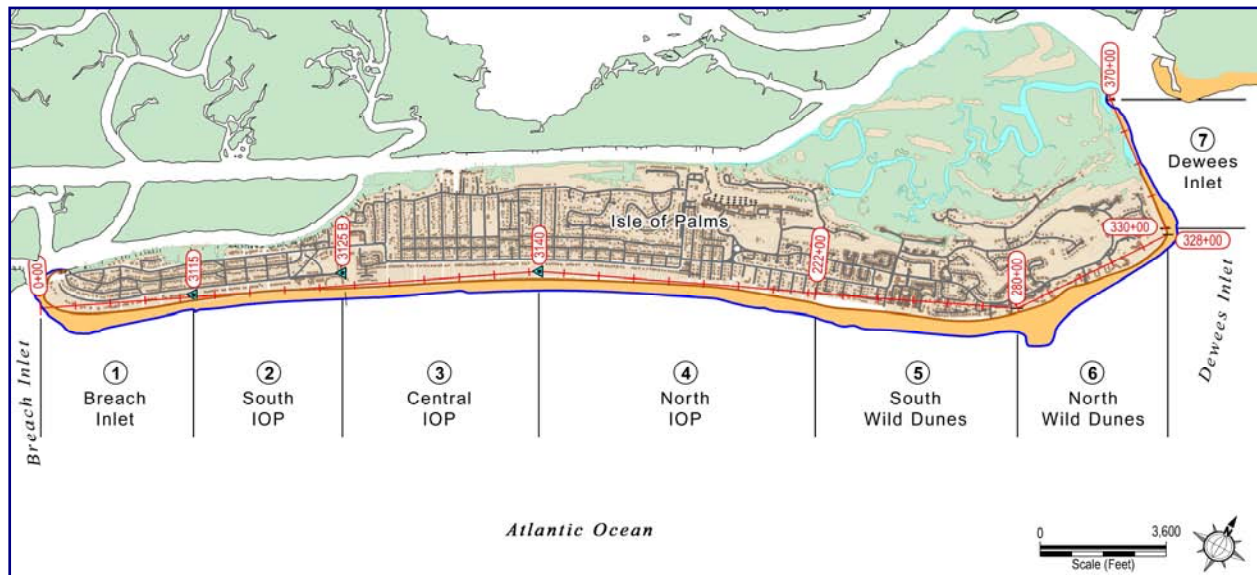 370+00
7
Dewees
Inlet
Isle of Palms
330+00
328+00
0+00
3115
3125 B
3140
222+00
280+00
Breach Inlet
1
Breach
Inlet
2
South
IOP
3
Central
IOP
4
North
IOP
5
South
Wild Dunes
6
North
Wild Dunes
Dewees Inlet
Atlantic Ocean
0
3,600
Scale (Feet)
N